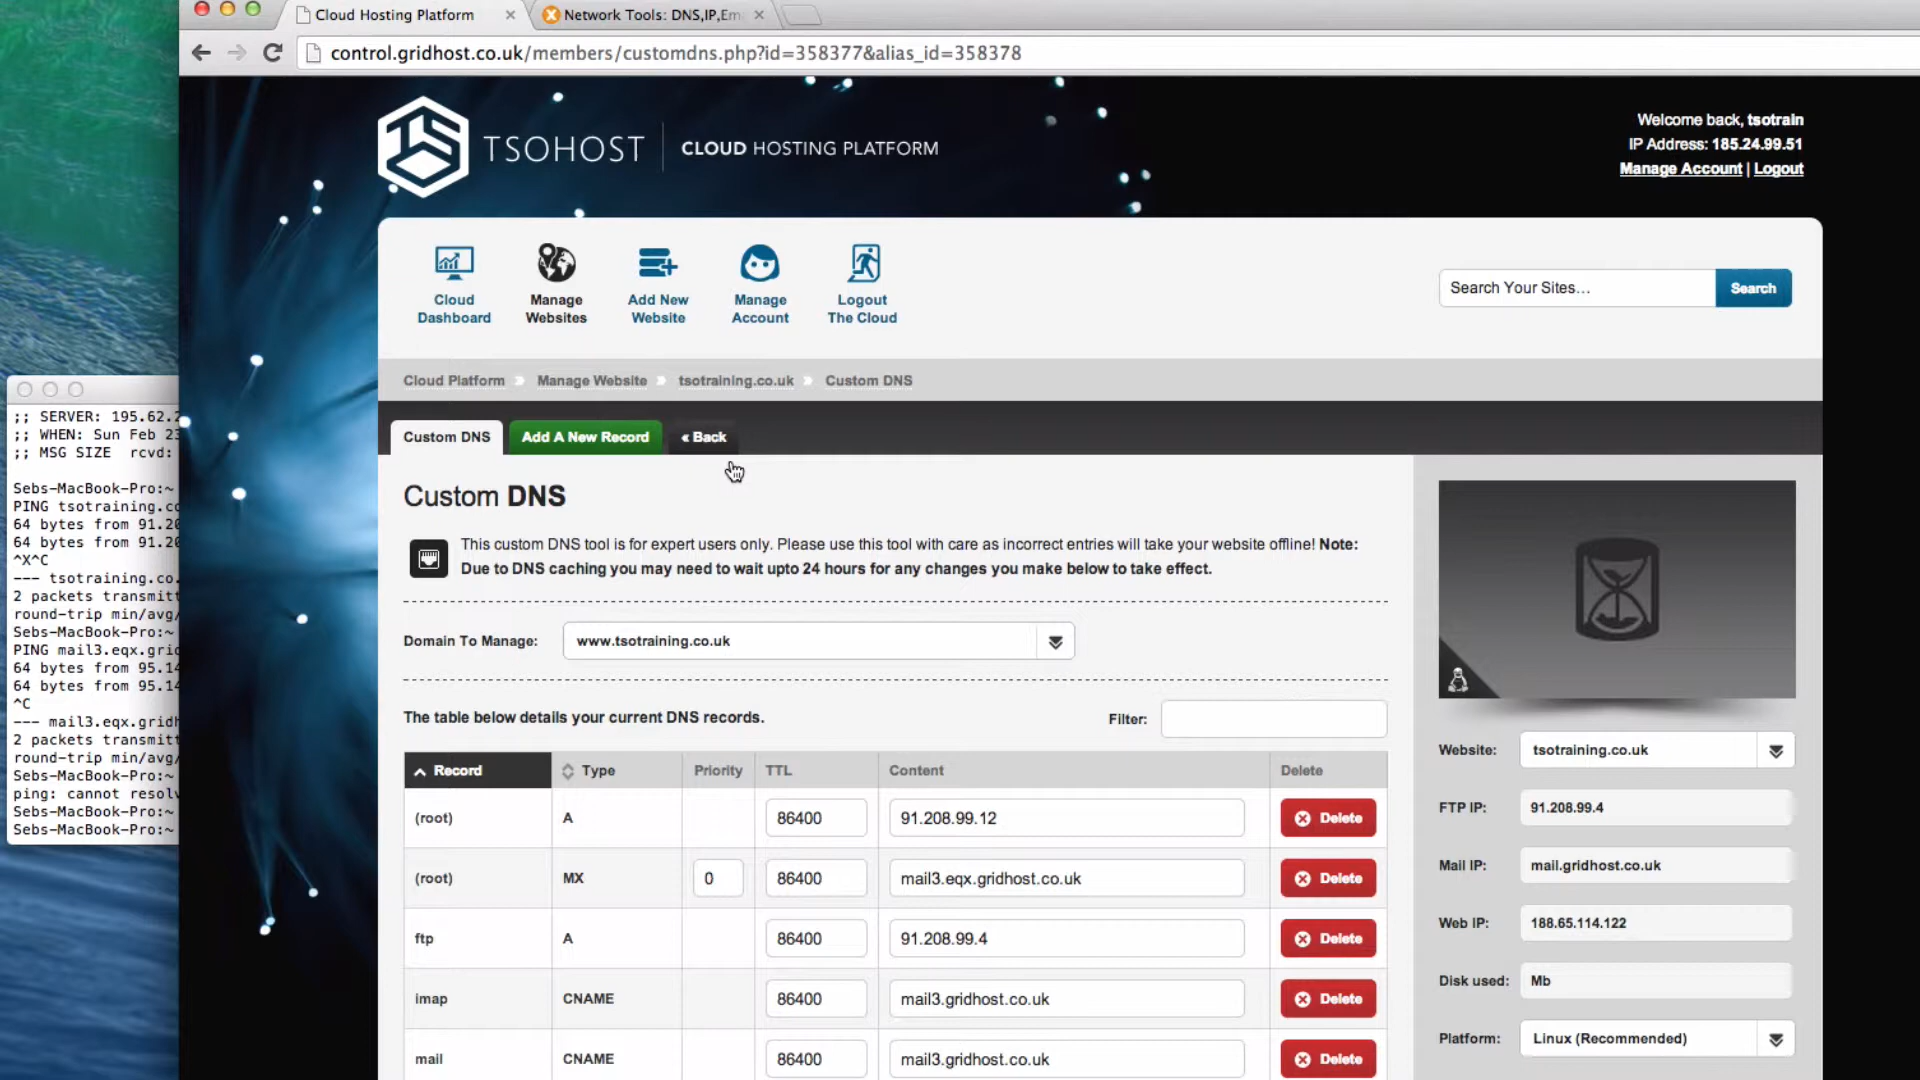 Cloud Hosting Platform
Network Tools: DNS,IP,Em
control.gridhost.co.uk/members/customdns.php?id=358377&alias_id=358378
TSOHOST
CLOUD HOSTING PLATFORM
Welcome back, tsotrain
IP Address: 185.24.99.51
Manage Account | Logout
Cloud Dashboard
Manage Websites
Add New Website
Manage Account
Logout The Cloud
Search Your Sites...
Search
Cloud Platform
Manage Website
tsotraining.co.uk
Custom DNS
Custom DNS
Add A New Record
« Back
Custom DNS
This custom DNS tool is for expert users only. Please use this tool with care as incorrect entries will take your website offline! Note:
Due to DNS caching you may need to wait upto 24 hours for any changes you make below to take effect.
Domain To Manage:
www.tsotraining.co.uk
The table below details your current DNS records.
Filter:
Record Type Priority TTL Content Delete
(root) A 86400 91.208.99.12 Delete
(root) MX 0 86400 mail3.eqx.gridhost.co.uk Delete
ftp A 86400 91.208.99.4 Delete
imap CNAME 86400 mail3.gridhost.co.uk Delete
mail CNAME 86400 mail3.gridhost.co.uk Delete
Website: tsotraining.co.uk
FTP IP: 91.208.99.4
Mail IP: mail.gridhost.co.uk
Web IP: 188.65.114.122
Disk used: Mb
Platform: Linux (Recommended)
;; SERVER: 195.62.2
;; WHEN: Sun Feb 23
;; MSG SIZE rcvd:
Sebs-MacBook-Pro:~
PING tsotraining.co
64 bytes from 91.20
64 bytes from 91.20
^X^C
--- tsotraining.co.
2 packets transmitt
round-trip min/avg/
Sebs-MacBook-Pro:~
PING mail3.eqx.grid
64 bytes from 95.14
64 bytes from 95.14
^C
--- mail3.eqx.gridh
2 packets transmitt
round-trip min/avg/
Sebs-MacBook-Pro:~
ping: cannot resolv
Sebs-MacBook-Pro:~
Sebs-MacBook-Pro:~